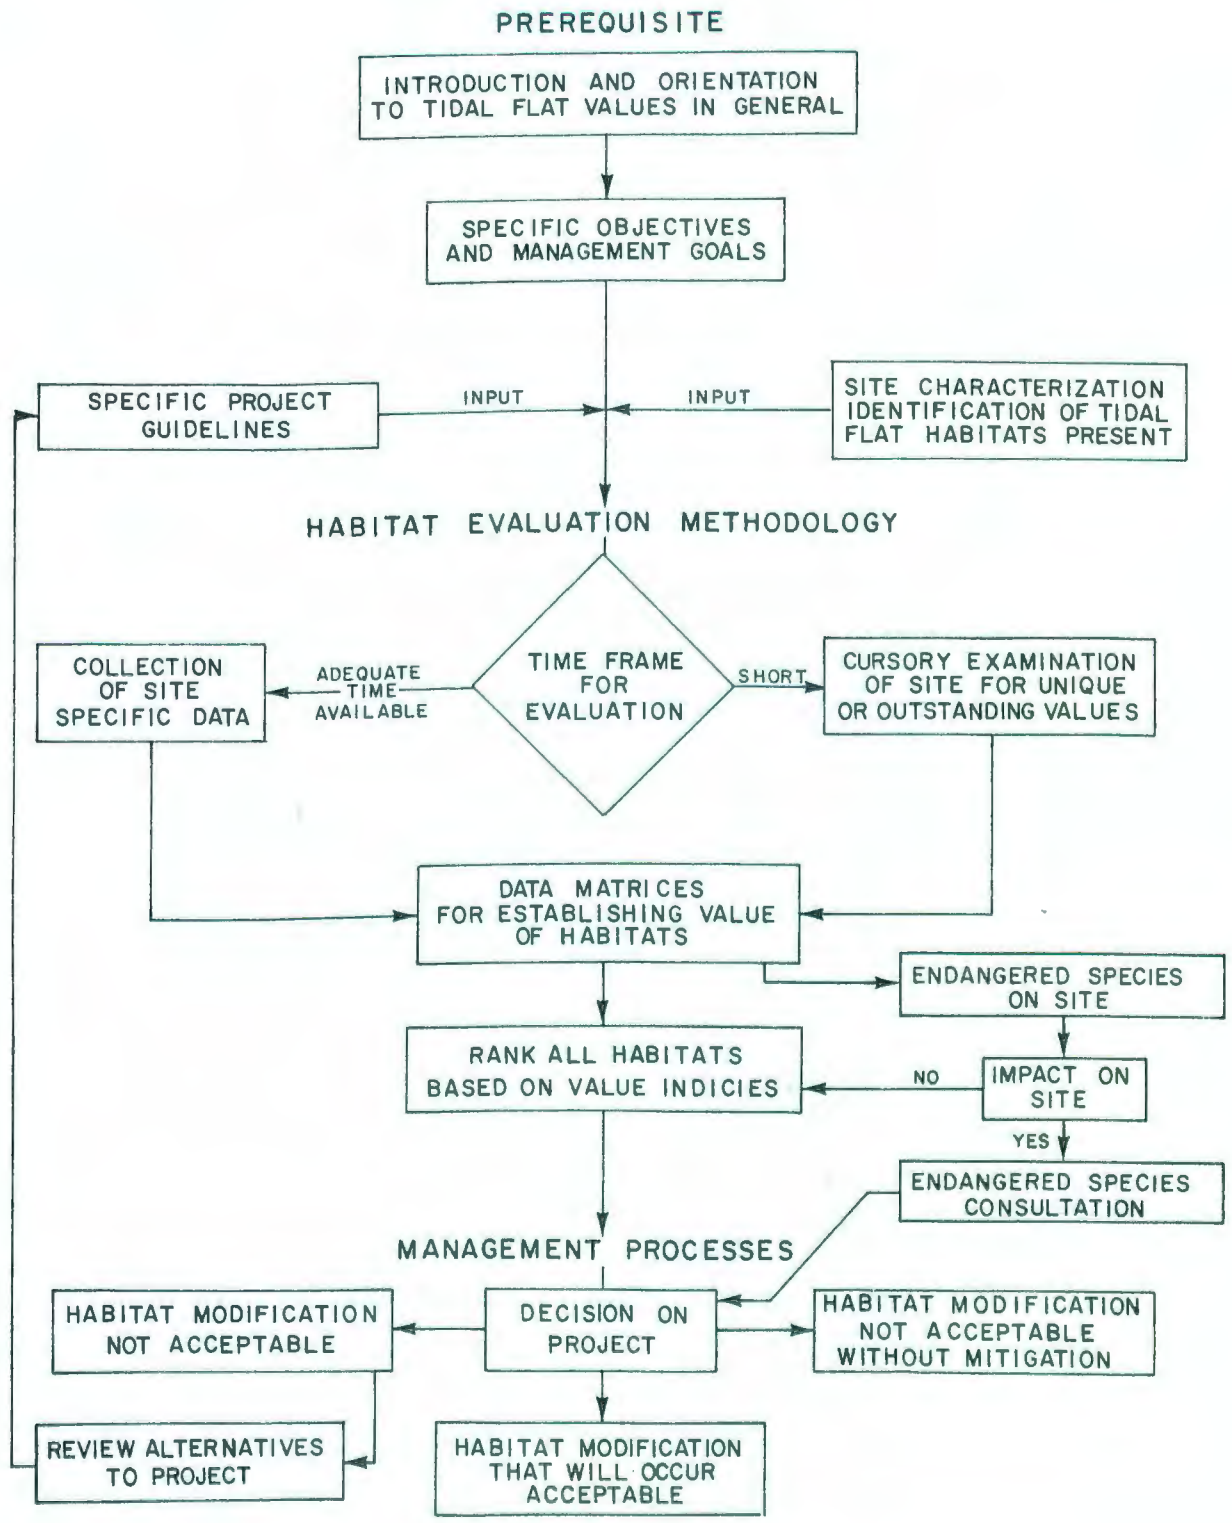 PREREQUISITE
INTRODUCTION AND ORIENTATION
TO TIDAL FLAT VALUES IN GENERAL
SPECIFIC OBJECTIVES
AND MANAGEMENT GOALS
SPECIFIC PROJECT
GUIDELINES
INPUT
INPUT
SITE CHARACTERIZATION
IDENTIFICATION OF TIDAL
FLAT HABITATS PRESENT
HABITAT EVALUATION METHODOLOGY
COLLECTION
OF SITE
SPECIFIC DATA
ADEQUATE
TIME
AVAILABLE
TIME FRAME
FOR
EVALUATION
SHORT
CURSORY EXAMINATION
OF SITE FOR UNIQUE
OR OUTSTANDING VALUES
DATA MATRICES
FOR ESTABLISHING VALUE
OF HABITATS
ENDANGERED SPECIES
ON SITE
RANK ALL HABITATS
BASED ON VALUE INDICIES
NO
IMPACT ON
SITE
YES
ENDANGERED SPECIES
CONSULTATION
MANAGEMENT PROCESSES
HABITAT MODIFICATION
NOT ACCEPTABLE
DECISION ON
PROJECT
HABITAT MODIFICATION
NOT ACCEPTABLE
WITHOUT MITIGATION
REVIEW ALTERNATIVES
TO PROJECT
HABITAT MODIFICATION
THAT WILL OCCUR
ACCEPTABLE